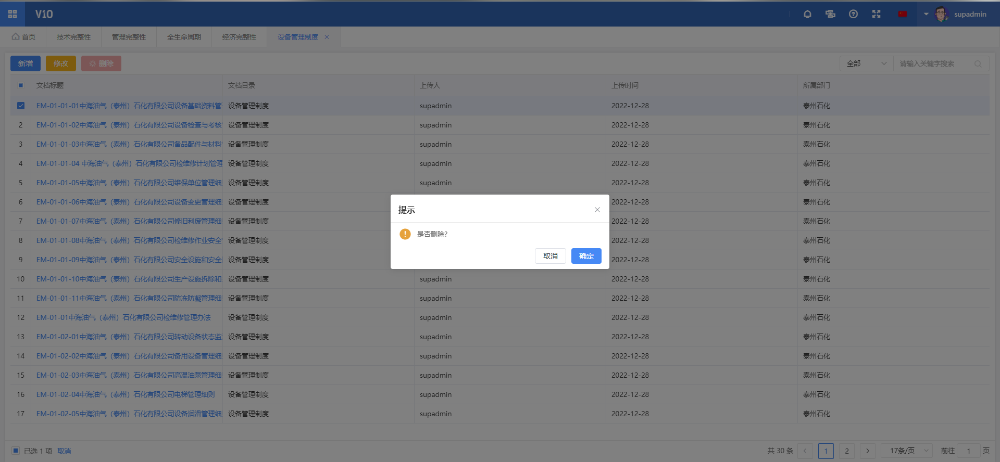 V10
supadmin
首页
技术完整性
管理完整性
全生命周期
经济完整性
设备管理制度
新增
修改
删除
全部
请输入关键字搜索
文档标题 文档目录 上传人 上传时间 所属部门
EM-01-01-01中海油气（泰州）石化有限公司设备基础资料管 设备管理制度 supadmin 2022-12-28 泰州石化
2 EM-01-01-02中海油气（泰州）石化有限公司设备检查与考核 设备管理制度 supadmin 2022-12-28 泰州石化
3 EM-01-01-03中海油气（泰州）石化有限公司备品配件与材料 设备管理制度 supadmin 2022-12-28 泰州石化
4 EM-01-01-04 中海油气（泰州）石化有限公司检维修计划管理 设备管理制度 supadmin 2022-12-28 泰州石化
5 EM-01-01-05中海油气（泰州）石化有限公司维保单位管理细 设备管理制度 supadmin 2022-12-28 泰州石化
6 EM-01-01-06中海油气（泰州）石化有限公司设备变更管理细 设备管理制度 2022-12-28 泰州石化
7 EM-01-01-07中海油气（泰州）石化有限公司修旧利废管理细 设备管理制度 2022-12-28 泰州石化
8 EM-01-01-08中海油气（泰州）石化有限公司检维修作业安全 设备管理制度 2022-12-28 泰州石化
9 EM-01-01-09中海油气（泰州）石化有限公司安全设施和安全 设备管理制度 2022-12-28 泰州石化
10 EM-01-01-10中海油气（泰州）石化有限公司生产设施拆除和 设备管理制度 supadmin 2022-12-28 泰州石化
11 EM-01-01-11中海油气（泰州）石化有限公司防冻防凝管理细 设备管理制度 supadmin 2022-12-28 泰州石化
12 EM-01-01中海油气（泰州）石化有限公司检维修管理办法 设备管理制度 supadmin 2022-12-28 泰州石化
13 EM-01-02-01中海油气（泰州）石化有限公司转动设备状态监 设备管理制度 supadmin 2022-12-28 泰州石化
14 EM-01-02-02中海油气（泰州）石化有限公司备用设备管理细 设备管理制度 supadmin 2022-12-28 泰州石化
15 EM-01-02-03中海油气（泰州）石化有限公司高温油泵管理细 设备管理制度 supadmin 2022-12-28 泰州石化
16 EM-01-02-04中海油气（泰州）石化有限公司电梯管理细则 设备管理制度 supadmin 2022-12-28 泰州石化
17 EM-01-02-05中海油气（泰州）石化有限公司设备润滑管理细 设备管理制度 supadmin 2022-12-28 泰州石化
提示
是否删除?
取消
确定
已选 1 项 取消
共 30 条
1
2
17条/页
前往 1 页